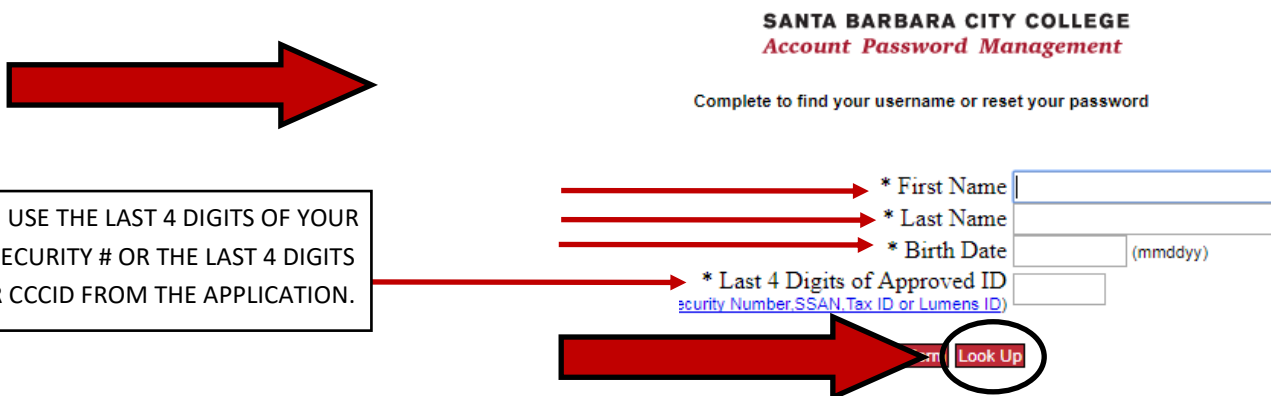 SANTA BARBARA CITY COLLEGE
Account Password Management
Complete to find your username or reset your password
* First Name
* Last Name
* Birth Date (mmddyy)
* Last 4 Digits of Approved ID
Number,SSAN,Tax ID or Lumens ID)
Look Up
USE THE LAST 4 DIGITS OF YOUR
# OR THE LAST 4 DIGITS
CCCID FROM THE APPLICATION.